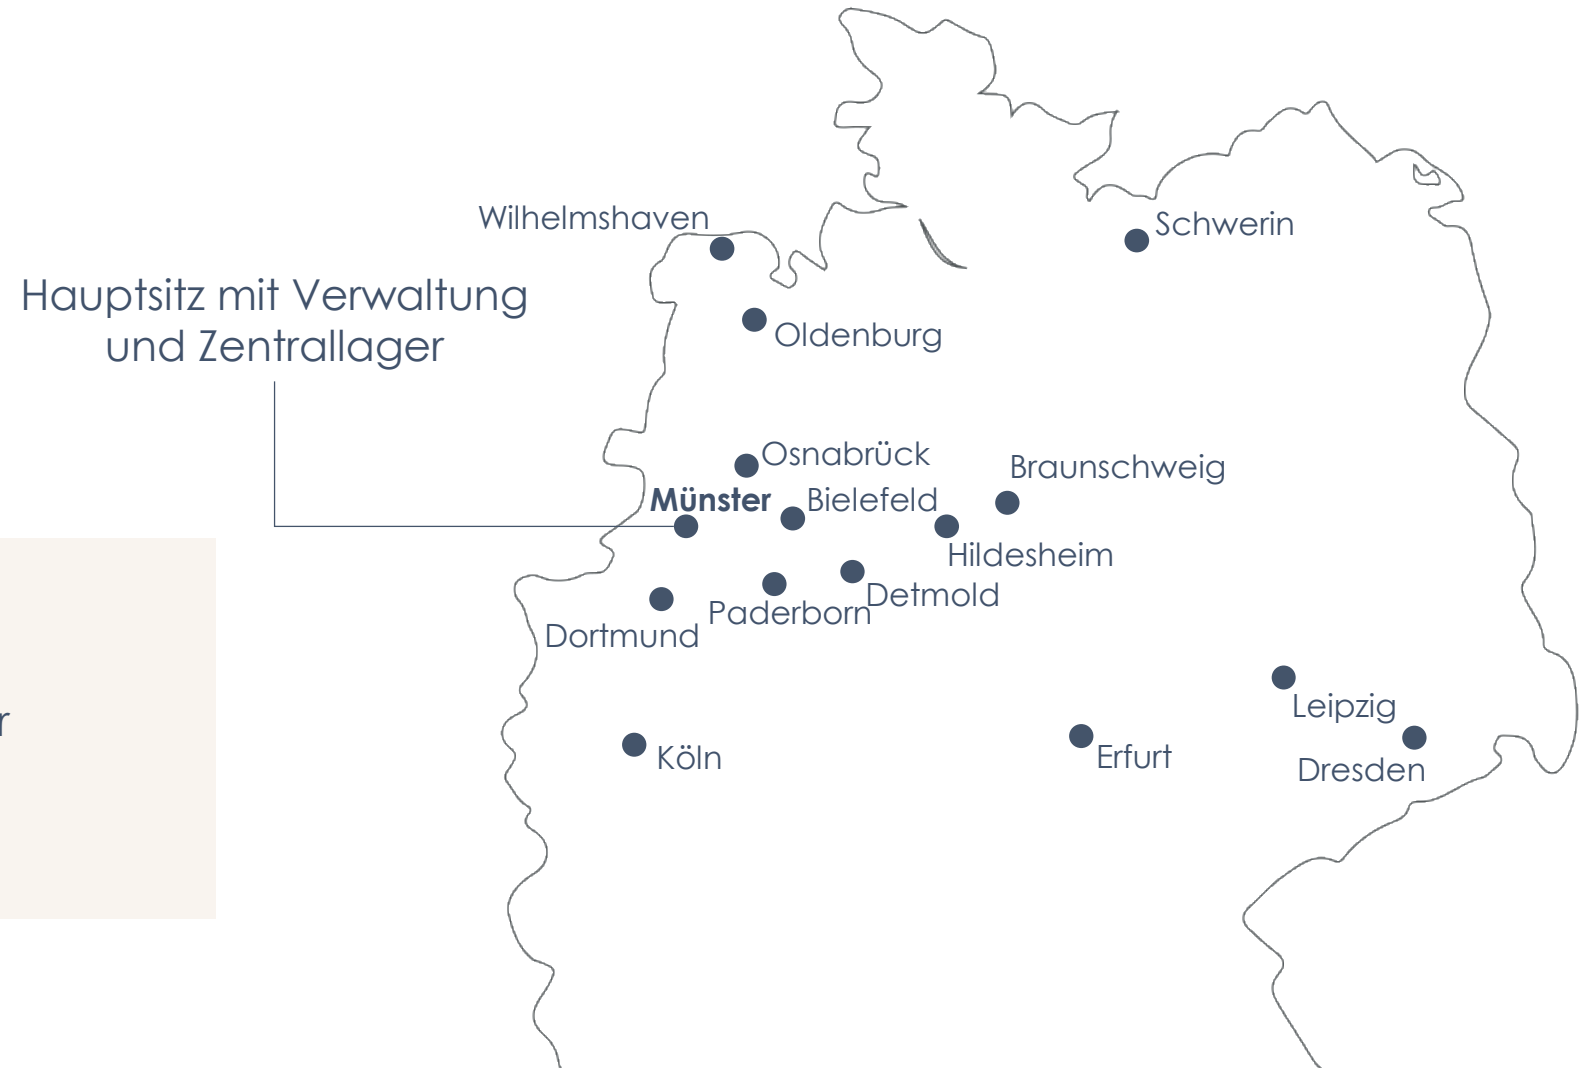 Wilhelmshaven
Schwerin
Hauptsitz mit Verwaltung
und Zentrallager
Oldenburg
Osnabrück
Braunschweig
Münster
Bielefeld
Hildesheim
Detmold
Paderborn
Dortmund
Leipzig
r
Köln
Erfurt
Dresden